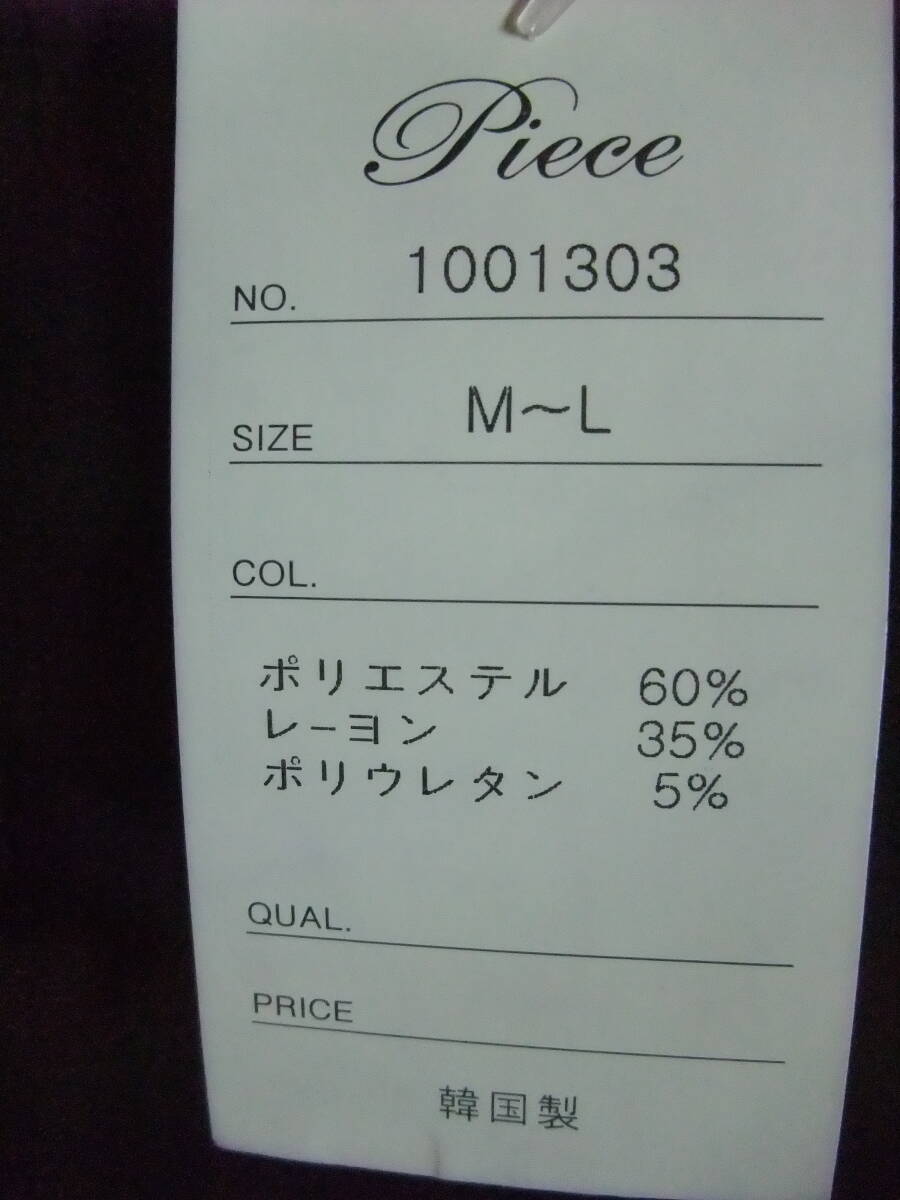 Piece
NO. 1001303
SIZE M～L
COL.
ポリエステル 60%
レーヨン 35%
ポリウレタン 5%
QUAL.
PRICE
韓国製